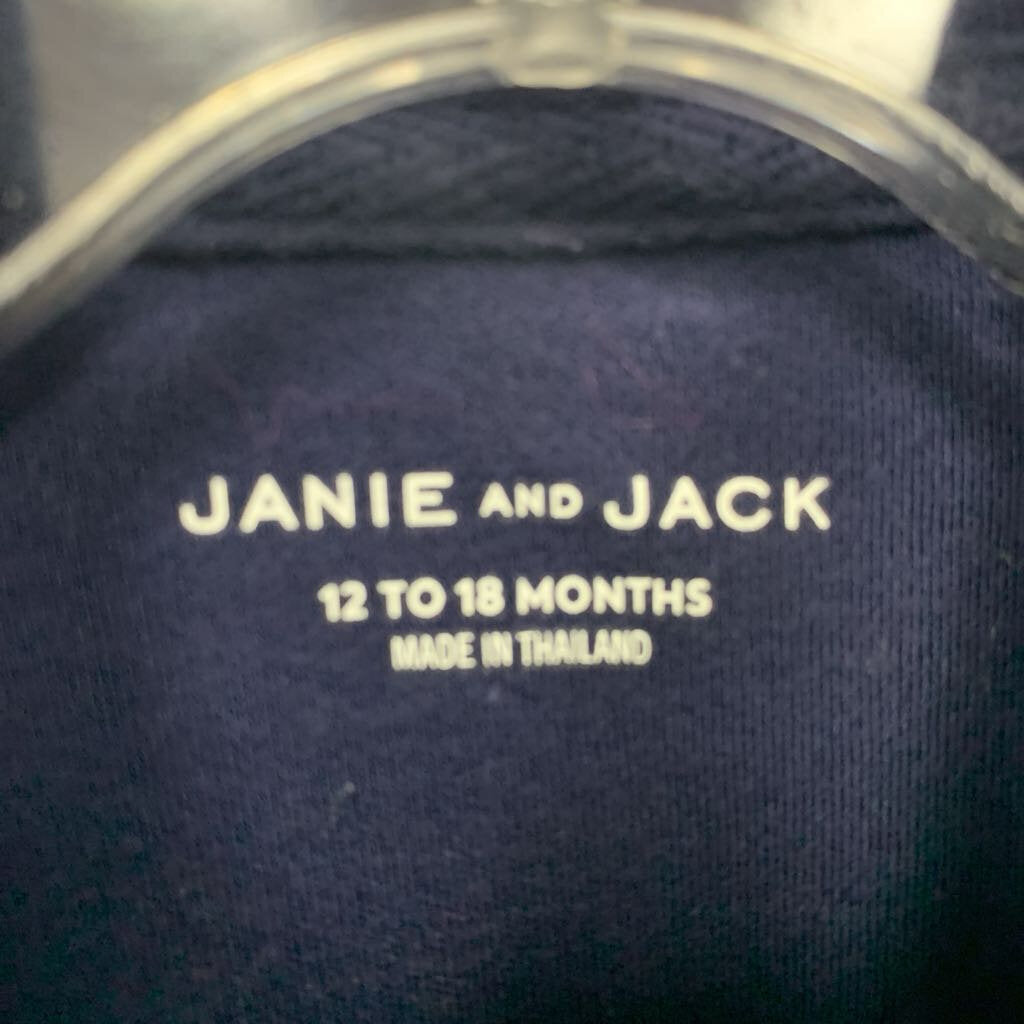 JANIE AND JACK
12 TO 18 MONTHS
MADE IN THAILAND